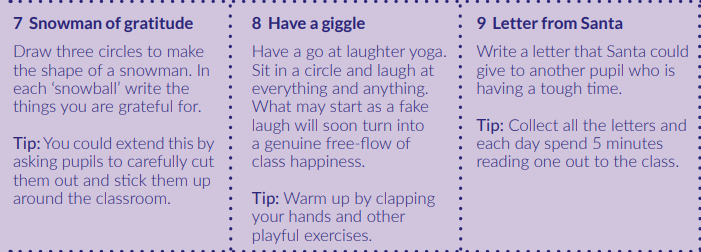 7 Snowman of gratitude
Draw three circles to make
the shape of a snowman. In
each ‘snowball’ write the
things you are grateful for.
Tip: You could extend this by
asking pupils to carefully cut
them out and stick them up
around the classroom.
8 Have a giggle
Have a go at laughter yoga.
Sit in a circle and laugh at
everything and anything.
What may start as a fake
laugh will soon turn into
a genuine free-flow of
class happiness.
Tip: Warm up by clapping
your hands and other
playful exercises.
9 Letter from Santa
Write a letter that Santa could
give to another pupil who is
having a tough time.
Tip: Collect all the letters and
each day spend 5 minutes
reading one out to the class.